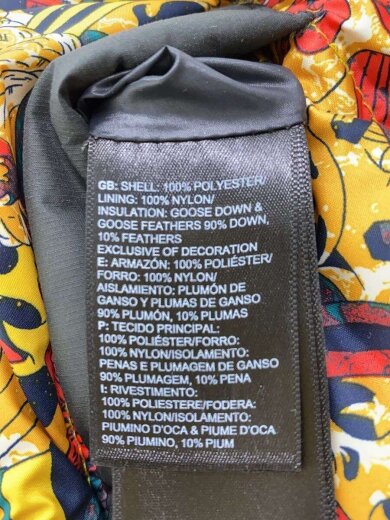 GB: SHELL: 100% POLYESTER/
LINING: 100% NYLON/
INSULATION: GOOSE DOWN &
GOOSE FEATHERS 90% DOWN,
10% FEATHERS
EXCLUSIVE OF DECORATION
E: ARMAZÓN: 100% POLIÉSTER/
FORRO: 100% NYLON/
AISLAMIENTO: PLUMÓN DE
GANSO Y PLUMAS DE GANSO
90% PLUMÓN, 10% PLUMAS
P: TECIDO PRINCIPAL:
100% POLIÉSTER/FORRO:
100% NYLON/ISOLAMENTO:
PENAS E PLUMAGEM DE GANSO
90% PLUMAGEM, 10% PENA
I: RIVESTIMENTO:
100% POLIESTERE/FODERA:
100% NYLON/ISOLAMENTO:
PIUMINO D'OCA & PIUME D'OCA
90% PIUMINO, 10% PIUM